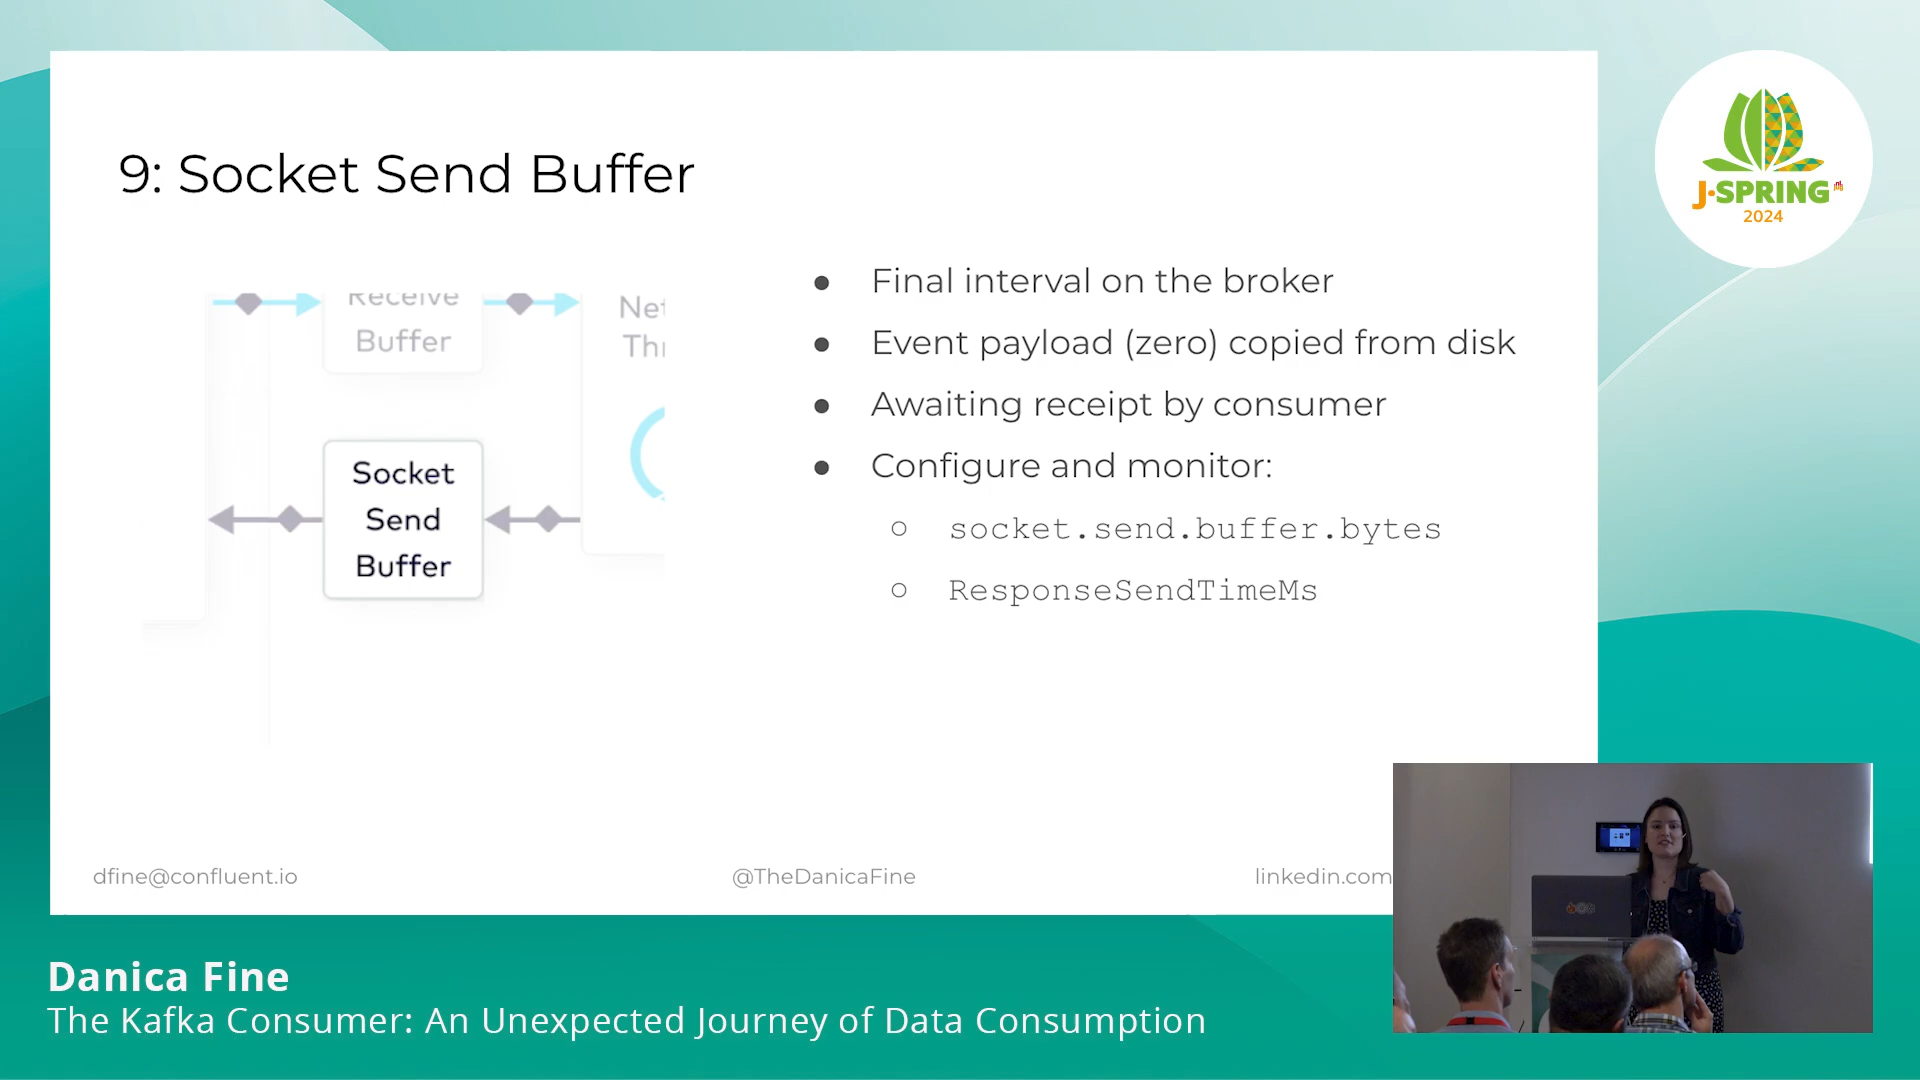 9: Socket Send Buffer
Receive
Buffer
Socket
Send
Buffer
● Final interval on the broker
● Event payload (zero) copied from disk
● Awaiting receipt by consumer
● Configure and monitor:
○ socket.send.buffer.bytes
○ ResponseSendTimeMs
dfine@confluent.io
@TheDanicaFine
linkedin.com
J-SPRING
2024
Danica Fine
The Kafka Consumer: An Unexpected Journey of Data Consumption